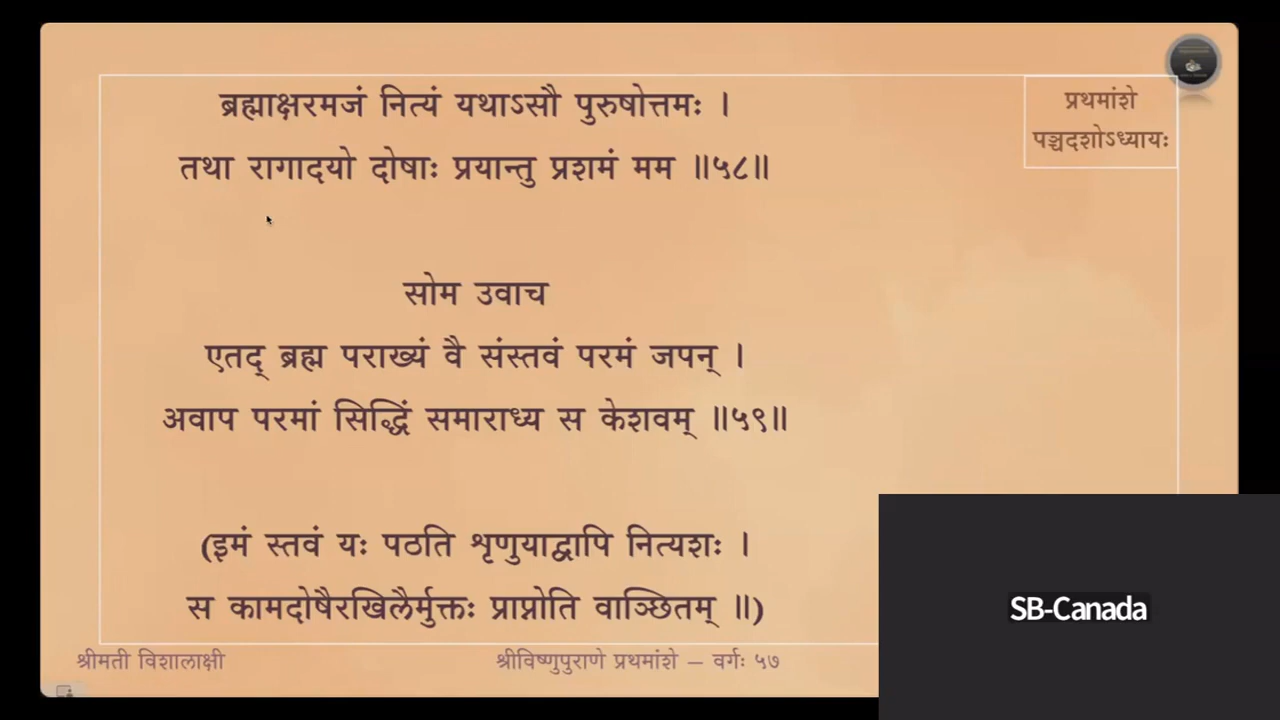 ब्रह्माक्षरमजं नित्यं यथाऽसौ पुरुषोत्तमः ।
तथा रागादयो दोषाः प्रयान्तु प्रशमं मम ॥५८॥
प्रथमांशे
पञ्चदशोऽध्यायः
सोम उवाच
एतद् ब्रह्म पराख्यं वै संस्तवं परमं जपन् ।
अवाप परमां सिद्धिं समाराध्य स केशवम् ॥५९॥
(इमं स्तवं यः पठति शृणुयाद्वापि नित्यशः ।
स कामदोषैरखिलैर्मुक्तः प्राप्नोति वाञ्छितम् ॥)
SB-Canada
श्रीमती विशालाक्षी
श्रीविष्णुपुराणे प्रथमांशे – वर्गः ५७